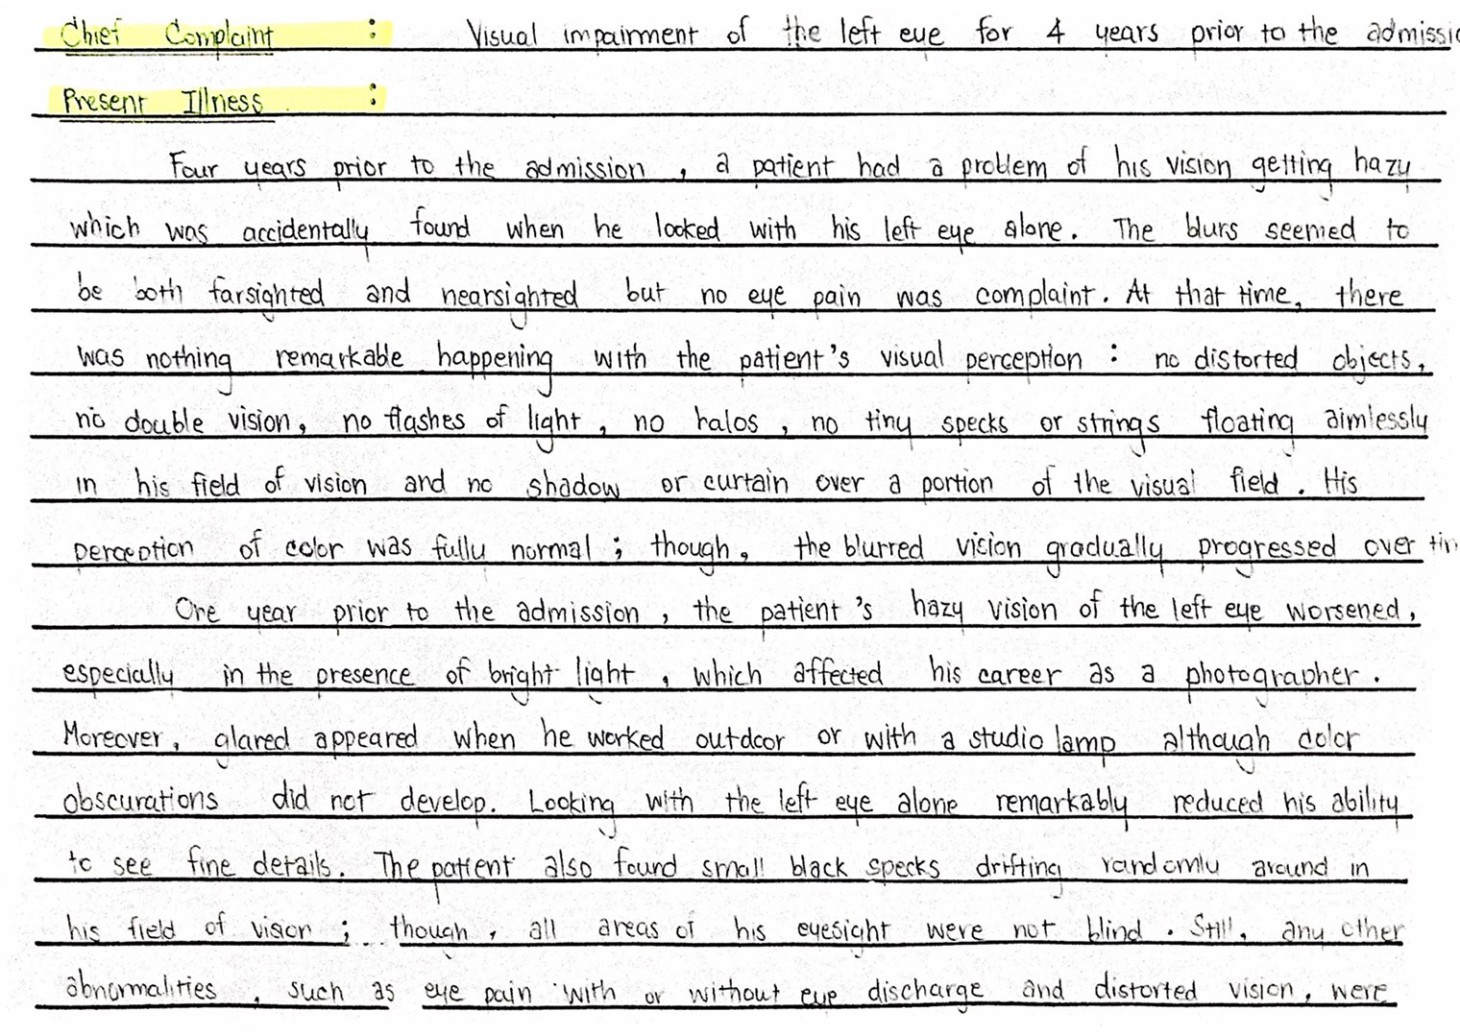 Chief Complaint : Visual impairment of the left eye for 4 years prior to the admissio
Present Illness :
Four years prior to the admission, a patient had a problem of his vision getting hazy
which was accidentally found when he looked with his left eye alone. The blurs seemed to
be both farsighted and nearsighted but no eye pain was complaint. At that time, there
was nothing remarkable happening with the patient's visual perception : no distorted objects,
no double vision, no flashes of light, no halos, no tiny specks or strings floating aimlessly
in his field of vision and no shadow or curtain over a portion of the visual field. His
perception of color was fully normal ; though, the blurred vision gradually progressed over tim
One year prior to the admission, the patient's hazy vision of the left eye worsened,
especially in the presence of bright light, which affected his career as a photographer.
Moreover, glared appeared when he worked outdoor or with a studio lamp although color
obscurations did not develop. Looking with the left eye alone remarkably reduced his ability
to see fine details. The patient also found small black specks drifting randomly around in
his field of vision ; though, all areas of his eyesight were not blind. Still, any other
abnormalities, such as eye pain with or without eye discharge and distorted vision, were